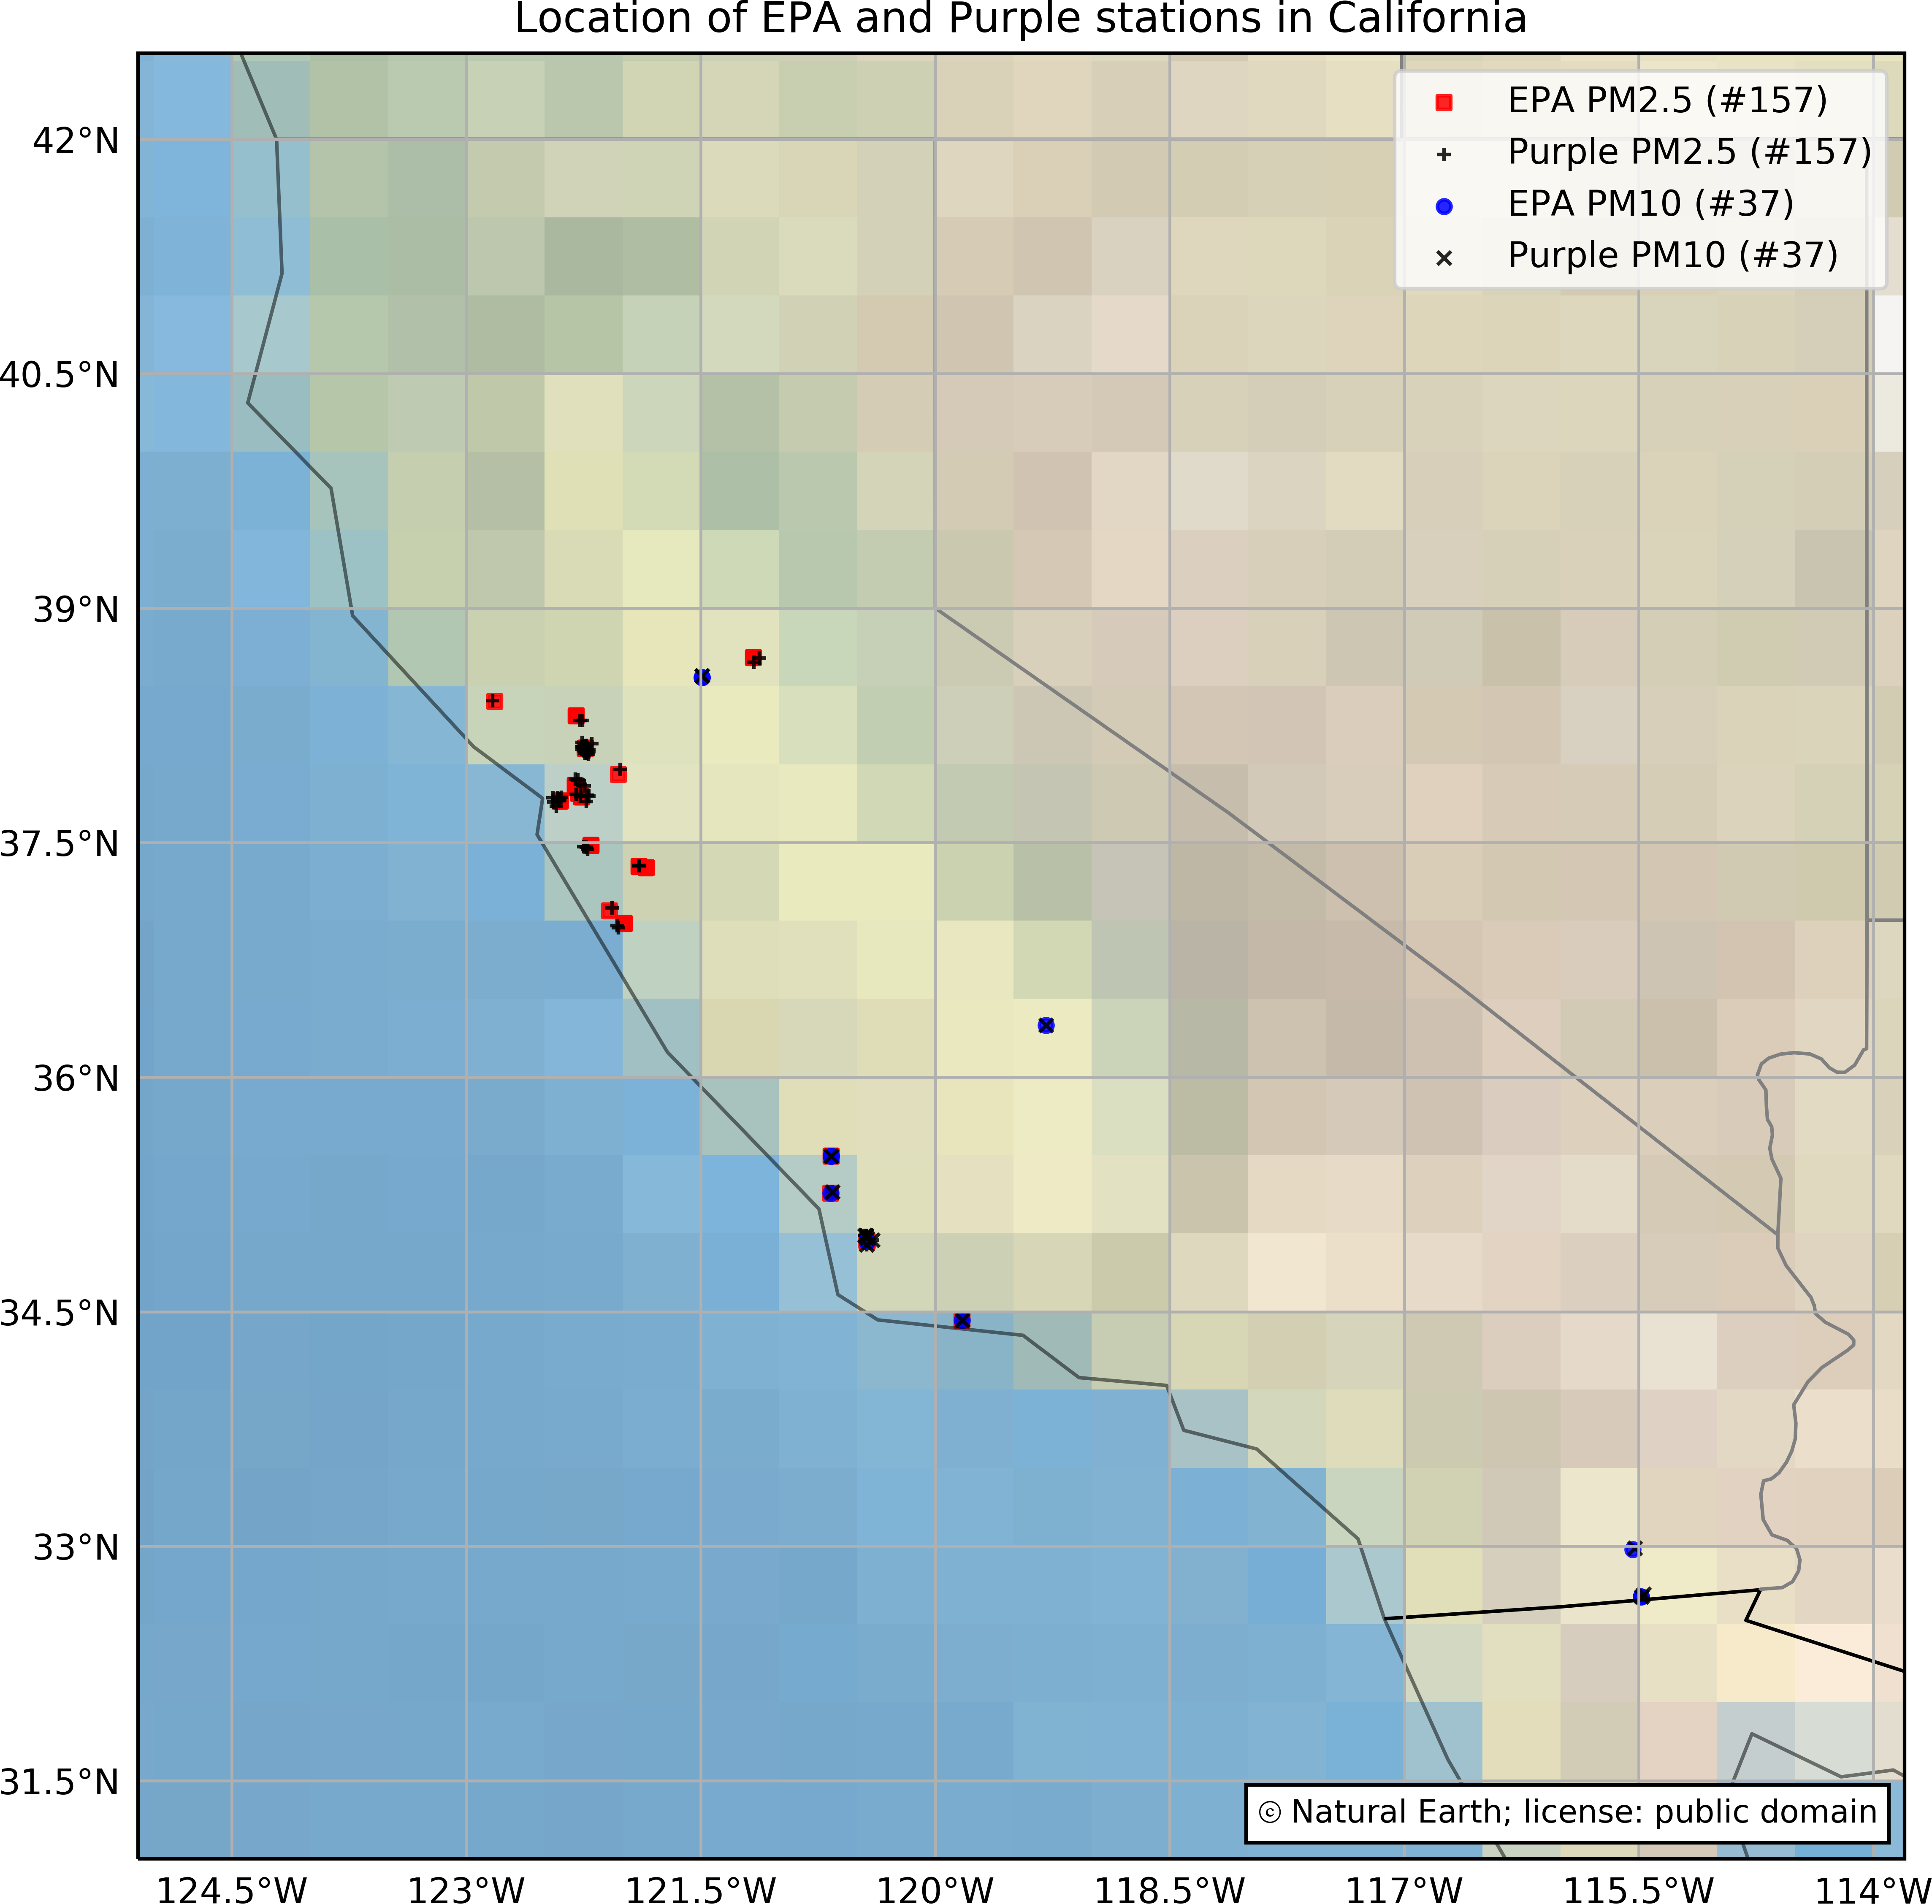 Location of EPA and Purple stations in California
EPA PM2.5 (#157)
Purple PM2.5 (#157)
EPA PM10 (#37)
Purple PM10 (#37)
42°N
40.5°N
39°N
37.5°N
36°N
34.5°N
33°N
31.5°N
© Natural Earth; license: public domain
124.5°W 123°W 121.5°W 120°W 118.5°W 117°W 115.5°W 114°W